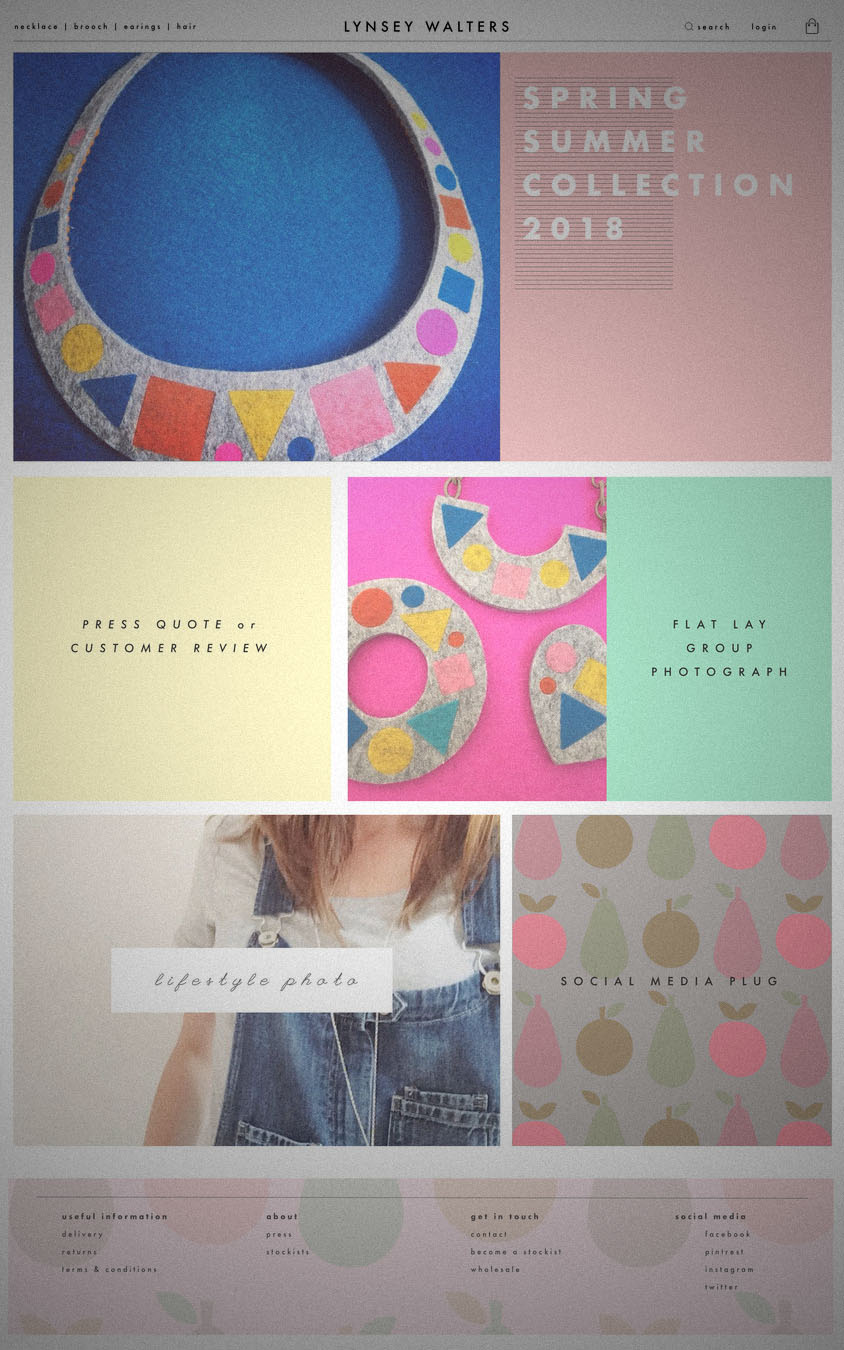 necklace | brooch | earings | hair
LYNSEY WALTERS
search login
SPRING
SUMMER
COLLECTION
2018
PRESS QUOTE or
CUSTOMER REVIEW
FLAT LAY
GROUP
PHOTOGRAPH
lifestyle photo
SOCIAL MEDIA PLUG
useful information
delivery
returns
terms & conditions
about
press
stockists
get in touch
contact
become a stockist
wholesale
social media
facebook
pintrest
instagram
twitter